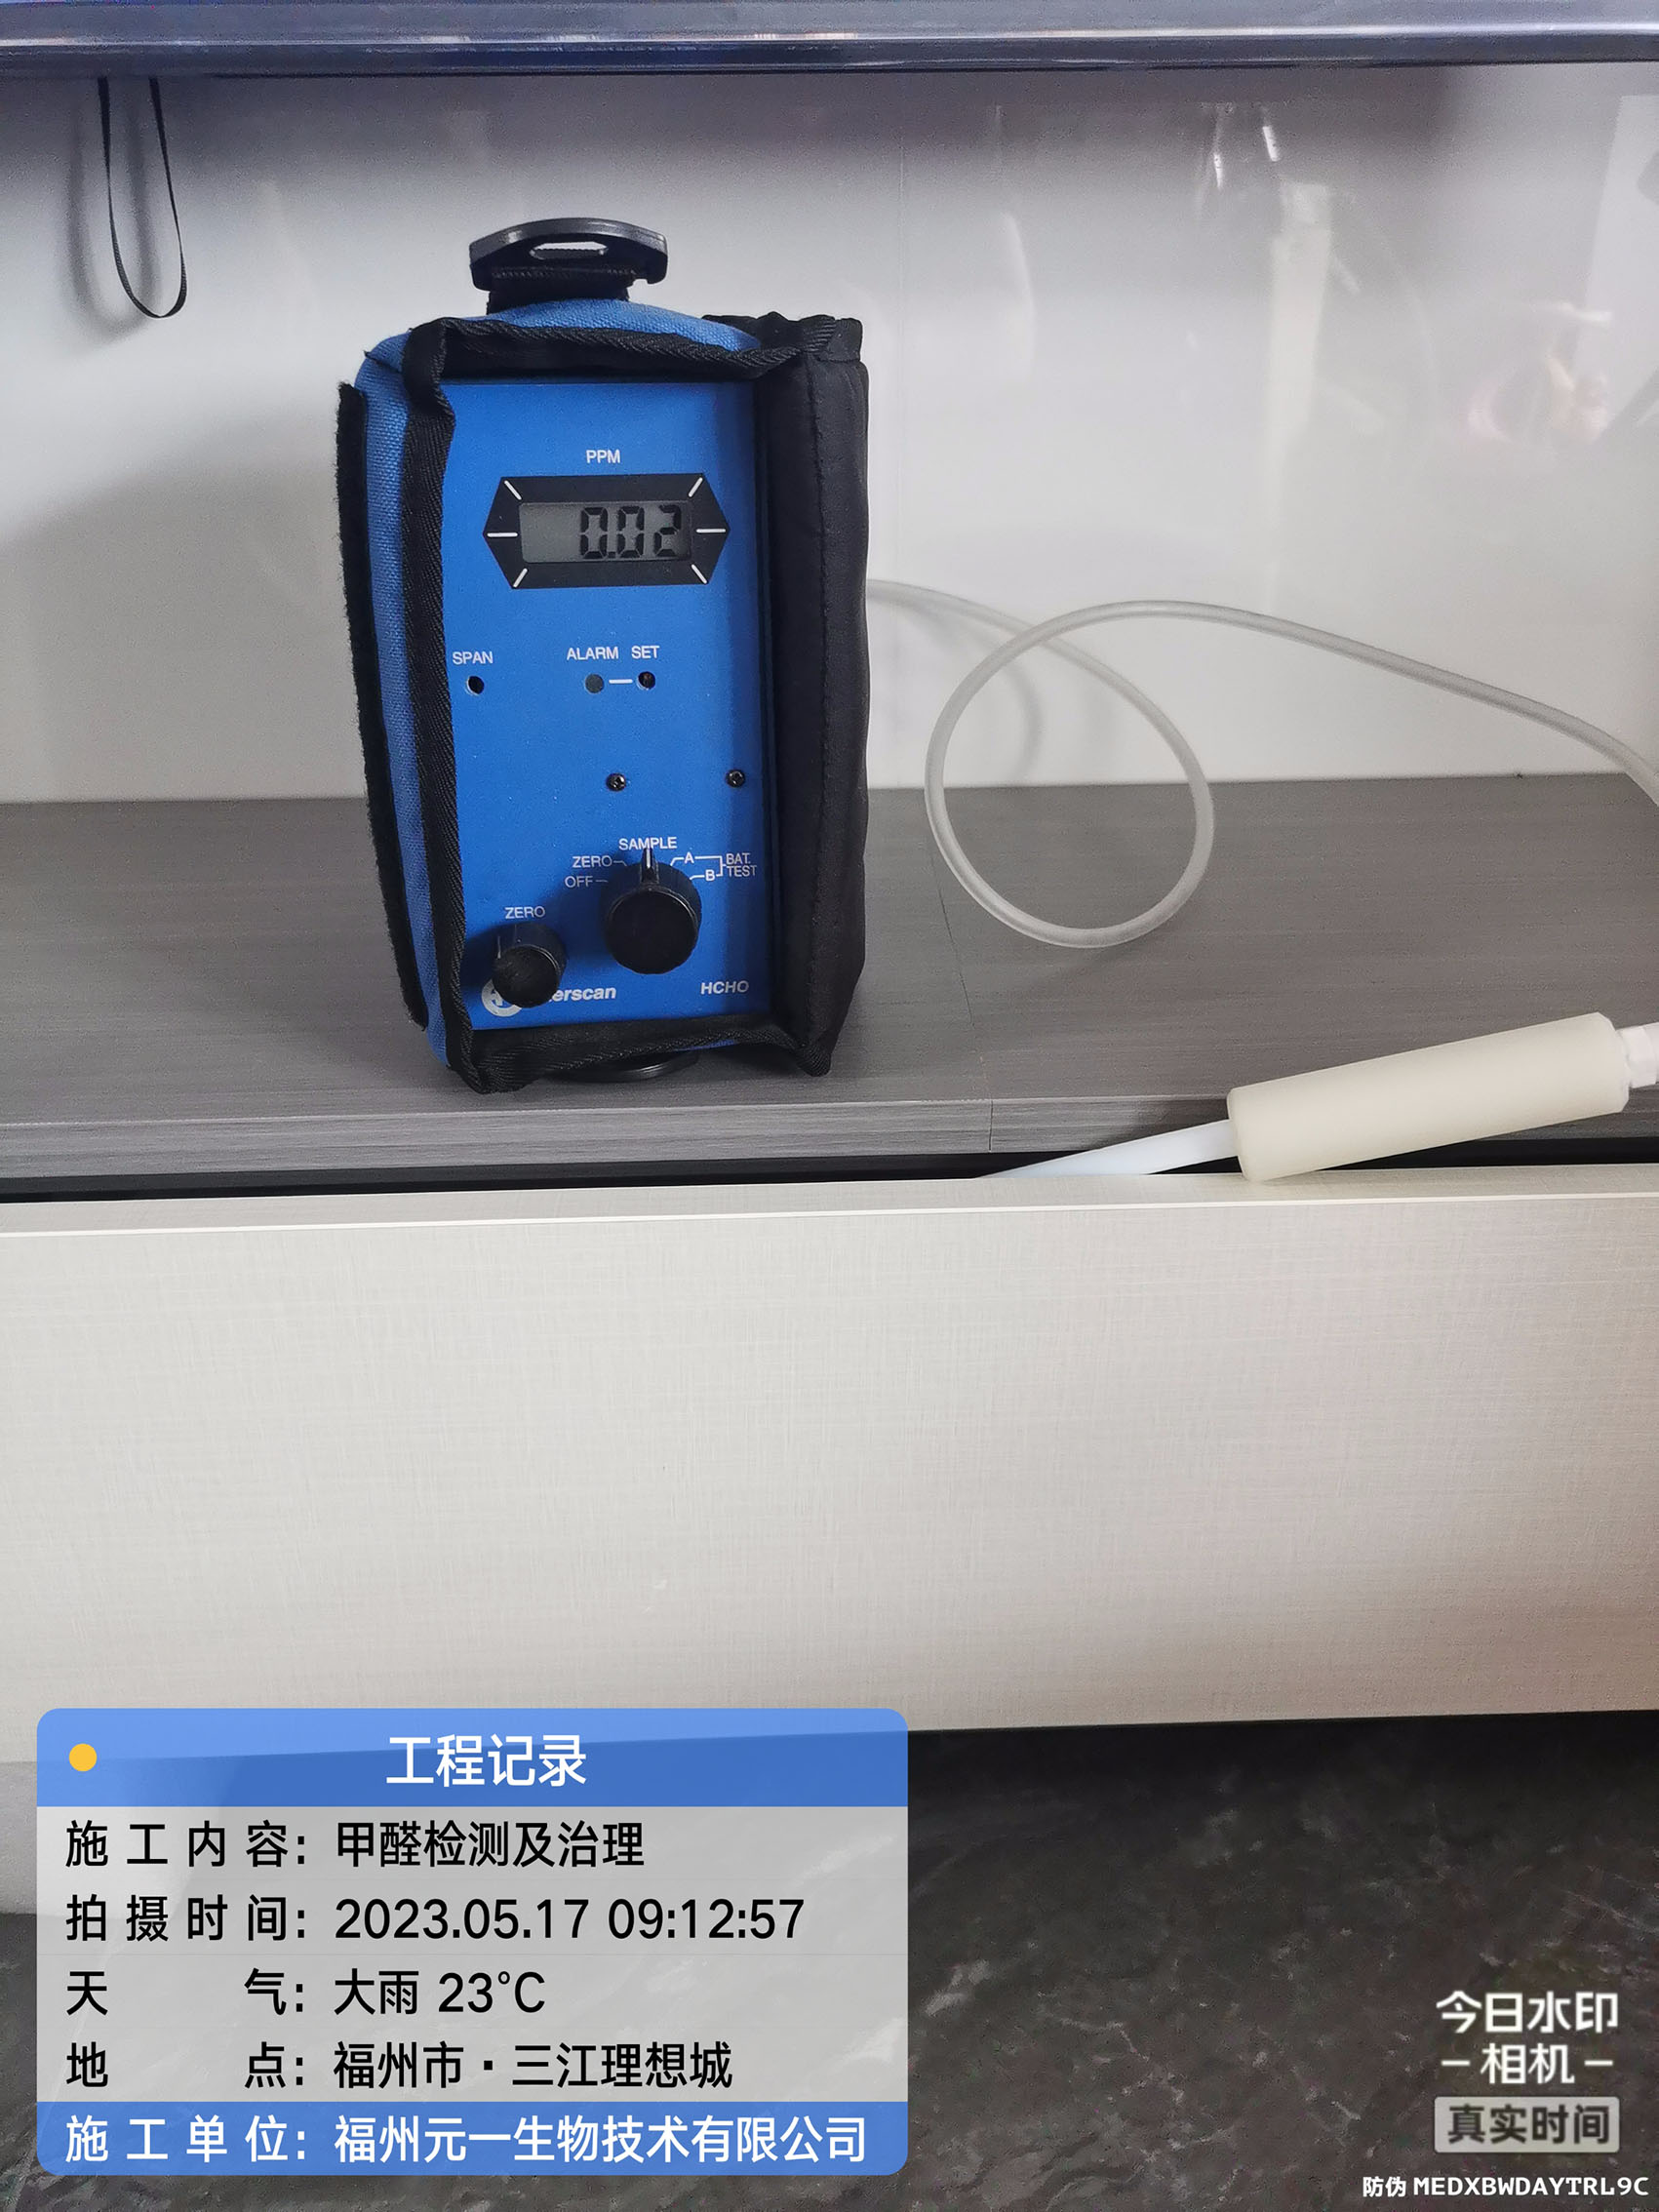 PPM
0.02
SPAN
ALARM SET
SAMPLE
ZERO
A
BAT.
OFF
B
TEST
ZERO
erscan
HCHO
工程记录
施工内容：甲醛检测及治理
拍摄时间：2023.05.17 09:12:57
天气：大雨 23°C
地点：福州市·三江理想城
施工单位：福州元一生物技术有限公司
今日水印
相机
真实时间
防伪 MEDXBWDAYTRL9C